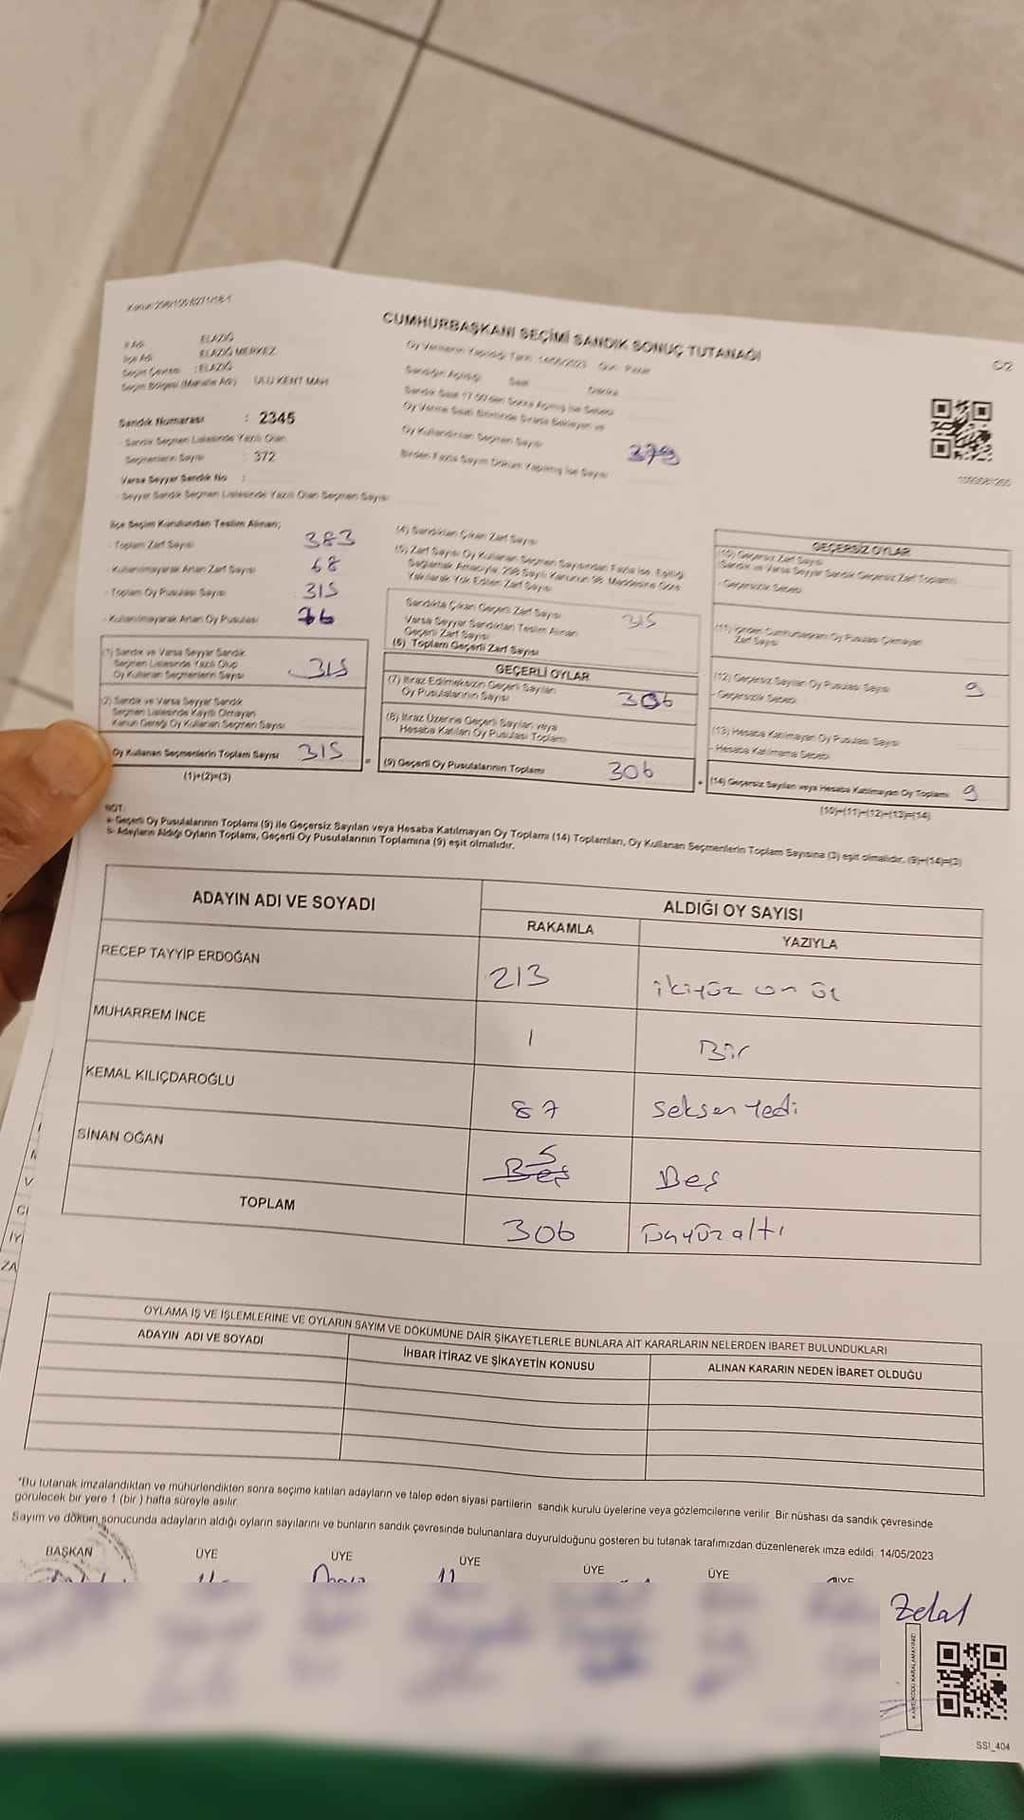 CUMHURBAŞKANI SEÇİMİ SANDIK SONUÇ TUTANAĞI
İl Adı : ELAZIĞ
İlçe Adı : ELAZIĞ MERKEZ
Seçim Çevresi : ELAZIĞ
Seçim Bölgesi (Mahalle Adı) : ULU KENT MAH
Sandık Numarası : 2345
- Sandık Seçmen Listesinde Yazılı Olan
Seçmenlerin Sayısı : 372
Varsa Seyyar Sandık No :
- Seyyar Sandık Seçmen Listesinde Yazılı Olan Seçmen Sayısı
Oy Vermenin Yapıldığı Tarih : 14/05/2023 Gün : Pazar
Sandığın Açıldığı Saat Dakika
Sandık Saat 17.00'den Sonra Açılmış İse Sebebi
Oy Verme Saati Bitiminde Sırada Bekleyen ve
Oy Kullandırılan Seçmen Sayısı
Birden Fazla Sayım Döküm Yapılmış İse Sayısı
İlçe Seçim Kurulundan Teslim Alınan;
- Toplam Zarf Sayısı 383
- Kullanılmayarak Artan Zarf Sayısı 68
- Toplam Oy Pusulası Sayısı 315
- Kullanılmayarak Artan Oy Pusulası
(1) Sandık ve Varsa Seyyar Sandık
Seçmen Listesinde Yazılı Olup
Oy Kullanan Seçmenlerin Sayısı 315
(2) Sandık ve Varsa Seyyar Sandık
Seçmen Listesinde Kayıtlı Olmayan
Kanun Gereği Oy Kullanan Seçmen Sayısı
Oy Kullanan Seçmenlerin Toplam Sayısı 315
(1)+(2)=(3)
(4) Sandıktan Çıkan Zarf Sayısı
(5) Zarf Sayısı Oy Kullanan Seçmen Sayısından Fazla ise, Eşitliği
Sağlamak Amacıyla, 298 Sayılı Kanunun 98. Maddesine Göre
Yakılarak Yok Edilen Zarf Sayısı
Sandıkta Çıkan Geçerli Zarf Sayısı 315
Varsa Seyyar Sandıktan Teslim Alınan
Geçerli Zarf Sayısı
(6) Toplam Geçerli Zarf Sayısı
GEÇERLİ OYLAR
(7) İtiraz Edilmeksizin Geçerli Sayılan
Oy Pusulalarının Sayısı 306
(8) İtiraz Üzerine Geçerli Sayılan veya
Hesaba Katılan Oy Pusulası Toplamı
(9) Geçerli Oy Pusulalarının Toplamı 306
GEÇERSİZ OYLAR
(10) Geçersiz Zarf Sayısı
(Sandık ve Varsa Seyyar Sandık Geçersiz Zarf Toplamı)
- Geçersizlik Sebebi
(11) İçinden Cumhurbaşkanı Oy Pusulası Çıkmayan
Zarf Sayısı
(12) Geçersiz Sayılan Oy Pusulası Sayısı 9
- Geçersizlik Sebebi
(13) Hesaba Katılmayan Oy Pusulası Sayısı
- Hesaba Katılmama Sebebi
(14) Geçersiz Sayılan veya Hesaba Katılmayan Oy Toplamı 9
(10)+(11)+(12)+(13)=(14)
NOT:
a- Geçerli Oy Pusulalarının Toplamı (9) ile Geçersiz Sayılan veya Hesaba Katılmayan Oy Toplamı (14) Toplamları, Oy Kullanan Seçmenlerin Toplam Sayısına (3) eşit olmalıdır. (9)+(14)=(3)
b- Adayların Aldığı Oyların Toplamı, Geçerli Oy Pusulalarının Toplamına (9) eşit olmalıdır.
ADAYIN ADI VE SOYADI ALDIĞI OY SAYISI
RAKAMLA YAZIYLA
RECEP TAYYİP ERDOĞAN 213 ikiyüz on üç
MUHARREM İNCE 1 Bir
KEMAL KILIÇDAROĞLU 87 seksen yedi
SİNAN OĞAN Beş 5 Beş
TOPLAM 306 üçyüz altı
OYLAMA İŞ VE İŞLEMLERİNE VE OYLARIN SAYIM VE DÖKÜMÜNE DAİR ŞİKAYETLERLE BUNLARA AİT KARARLARIN NELERDEN İBARET BULUNDUKLARI
ADAYIN ADI VE SOYADI İHBAR İTİRAZ VE ŞİKAYETİN KONUSU ALINAN KARARIN NEDEN İBARET OLDUĞU
*Bu tutanak imzalandıktan ve mühürlendikten sonra seçime katılan adayların ve talep eden siyasi partilerin sandık kurulu üyelerine veya gözlemcilerine verilir. Bir nüshası da sandık çevresinde
görülecek bir yere 1 (bir ) hafta süreyle asılır.
Sayım ve döküm sonucunda adayların aldığı oyların sayılarını ve bunların sandık çevresinde bulunanlara duyurulduğunu gösteren bu tutanak tarafımızdan düzenlenerek imza edildi. 14/05/2023
BAŞKAN ÜYE ÜYE ÜYE ÜYE ÜYE ÜYE
Zelal
SSI_404